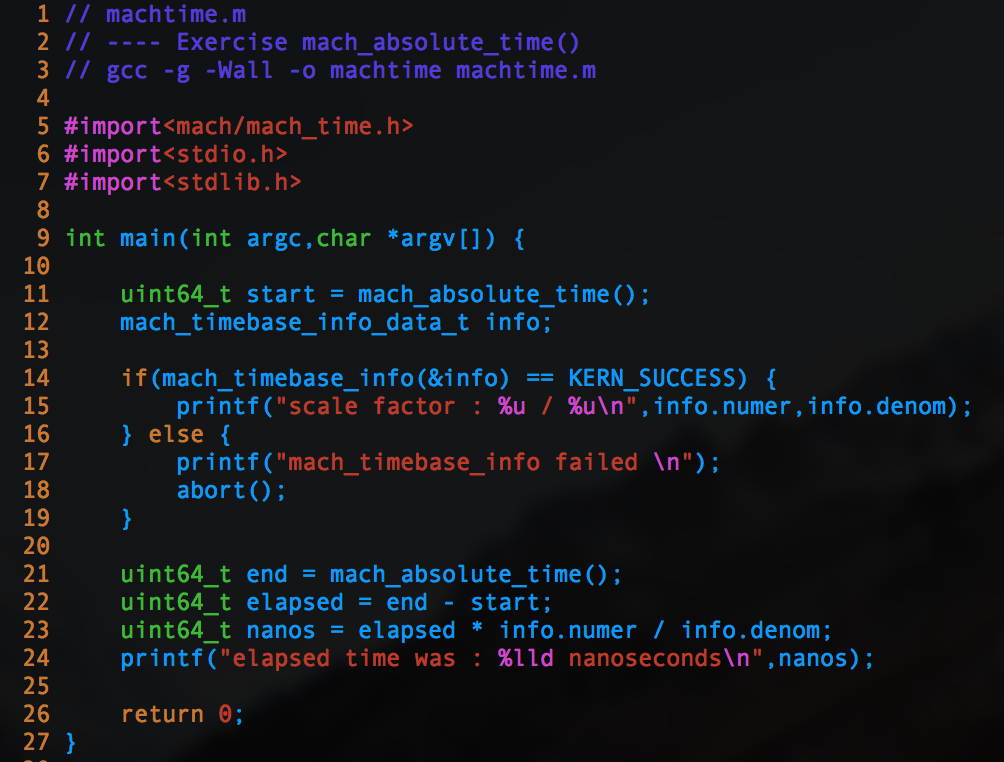 1 // machtime.m
2 // ---- Exercise mach_absolute_time()
3 // gcc -g -Wall -o machtime machtime.m
4
5 #import<mach/mach_time.h>
6 #import<stdio.h>
7 #import<stdlib.h>
8
9 int main(int argc,char *argv[]) {
10
11     uint64_t start = mach_absolute_time();
12     mach_timebase_info_data_t info;
13
14     if(mach_timebase_info(&info) == KERN_SUCCESS) {
15         printf("scale factor : %u / %u\n",info.numer,info.denom);
16     } else {
17         printf("mach_timebase_info failed \n");
18         abort();
19     }
20
21     uint64_t end = mach_absolute_time();
22     uint64_t elapsed = end - start;
23     uint64_t nanos = elapsed * info.numer / info.denom;
24     printf("elapsed time was : %lld nanoseconds\n",nanos);
25
26     return 0;
27 }